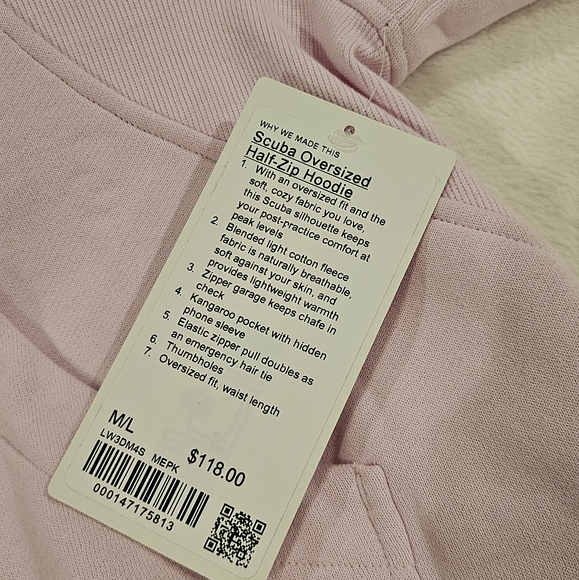 WHY WE MADE THIS
Scuba Oversized
Half-Zip Hoodie
1. With an oversized fit and the
soft, cozy fabric you love,
this Scuba silhouette keeps
your post-practice comfort at
peak levels
2. Blended light cotton fleece
fabric is naturally breathable,
soft against your skin, and
provides lightweight warmth
3. Zipper garage keeps chafe in
check
4. Kangaroo pocket with hidden
phone sleeve
5. Elastic zipper pull doubles as
an emergency hair tie
6. Thumbholes
7. Oversized fit, waist length
M/L
LW3DM4S MEPK
$118.00
000147175813